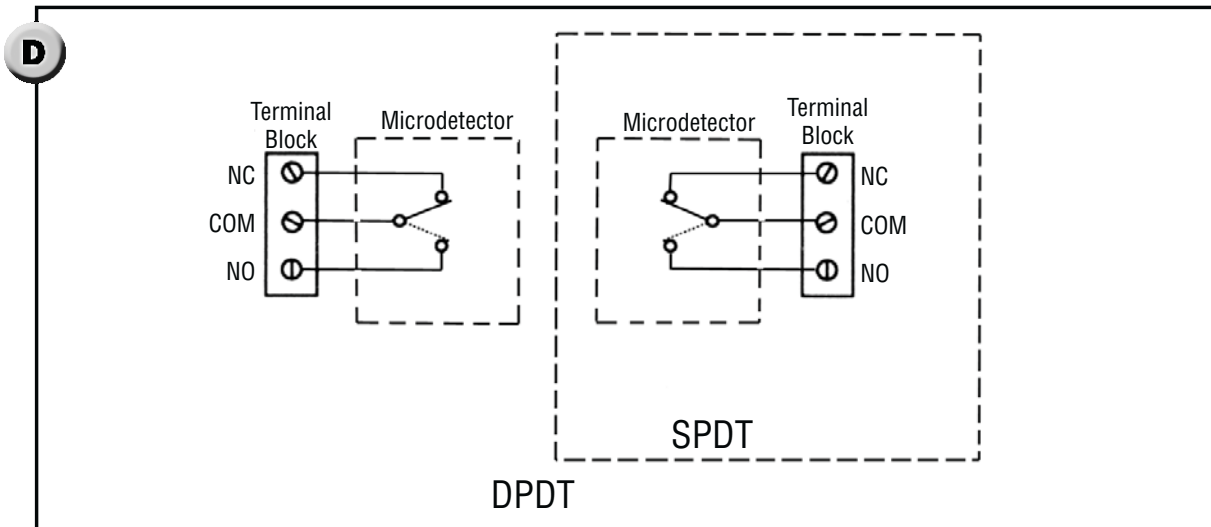 D
Terminal
Block
Microdetector
NC
COM
NO
Microdetector
Terminal
Block
NC
COM
NO
SPDT
DPDT